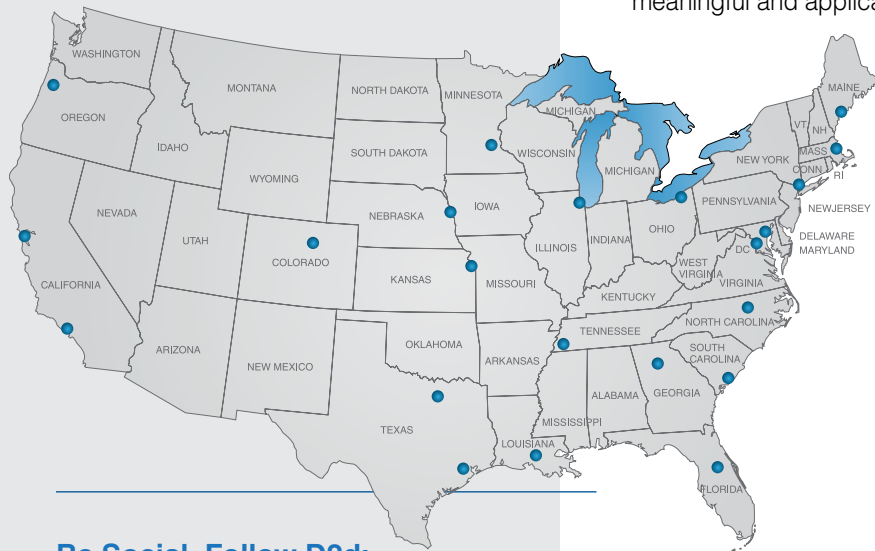 meaningful and applica
WASHINGTON
MAINE
MONTANA
NORTH DAKOTA
MINNESOTA
MICHIGAN
OREGON
VT
NH
IDAHO
SOUTH DAKOTA
WISCONSIN
MASS
NEW YORK
WYOMING
MICHIGAN
CONN
RI
PENNSYLVANIA
NEBRASKA
IOWA
NEWJERSEY
NEVADA
UTAH
ILLINOIS
INDIANA
OHIO
DELAWARE
MARYLAND
DC
COLORADO
WEST
VIRGINIA
KANSAS
MISSOURI
VIRGINIA
CALIFORNIA
KENTUCKY
NORTH CAROLINA
TENNESSEE
OKLAHOMA
SOUTH
CAROLINA
ARIZONA
ARKANSAS
NEW MEXICO
GEORGIA
ALABAMA
MISSISSIPPI
TEXAS
LOUISIANA
FLORIDA